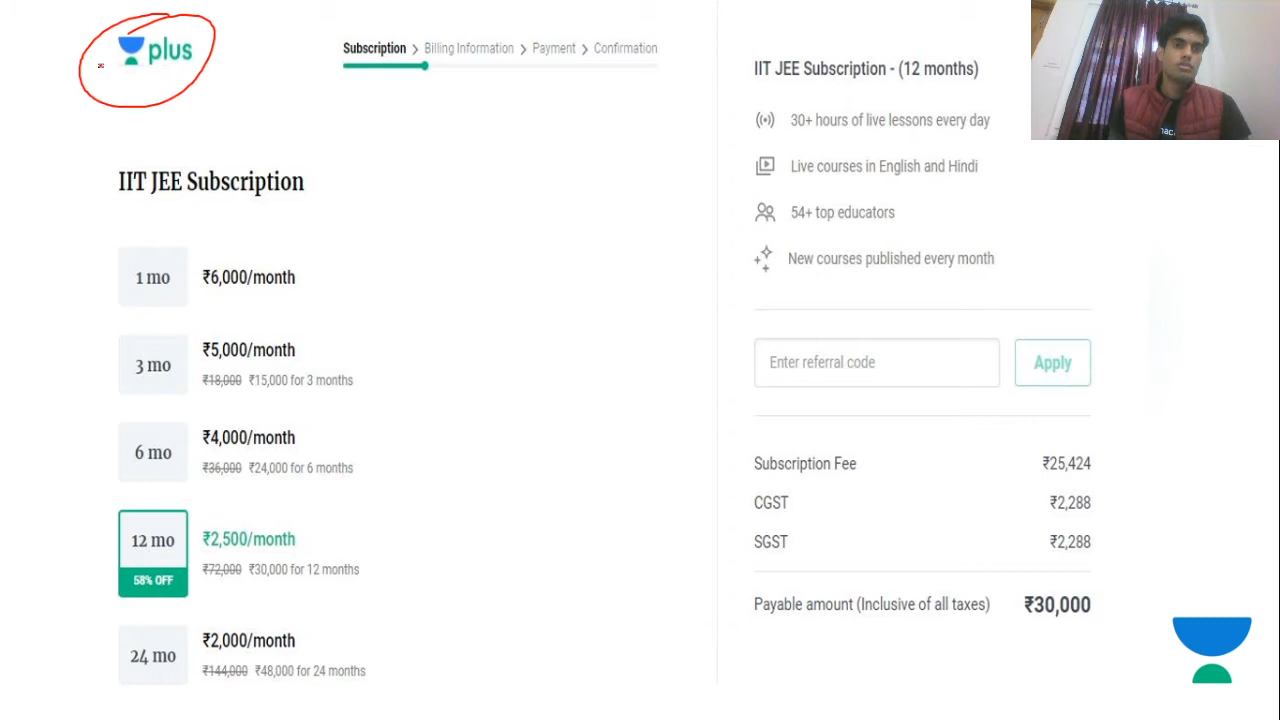 plus
Subscription > Billing Information > Payment > Confirmation
IIT JEE Subscription
1 mo ₹6,000/month
3 mo ₹5,000/month
₹18,000 ₹15,000 for 3 months
6 mo ₹4,000/month
₹36,000 ₹24,000 for 6 months
12 mo ₹2,500/month
58% OFF ₹72,000 ₹30,000 for 12 months
24 mo ₹2,000/month
₹144,000 ₹48,000 for 24 months
IIT JEE Subscription - (12 months)
30+ hours of live lessons every day
Live courses in English and Hindi
54+ top educators
New courses published every month
Enter referral code Apply
Subscription Fee ₹25,424
CGST ₹2,288
SGST ₹2,288
Payable amount (Inclusive of all taxes) ₹30,000